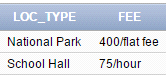 LOC_TYPE FEE
National Park 400/flat fee
School Hall 75/hour